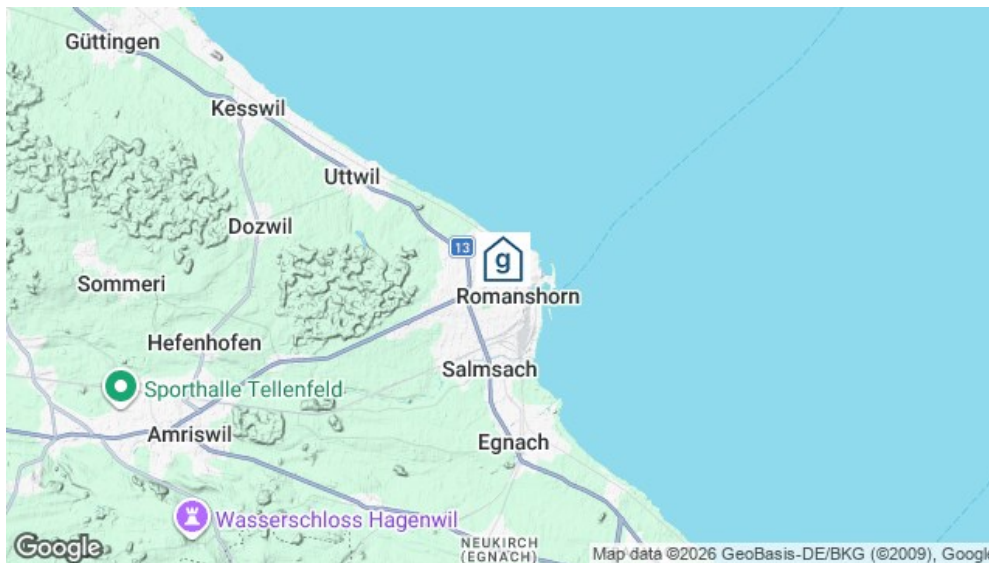 Güttingen
Kesswil
Uttwil
Dozwil
13
g
Sommeri
Romanshorn
Hefenhofen
Salmsach
Sporthalle Tellenfeld
Amriswil
Egnach
Wasserschloss Hagenwil
NEUKIRCH
(EGNACH)
Google
Map data ©2026 GeoBasis-DE/BKG (©2009), Google